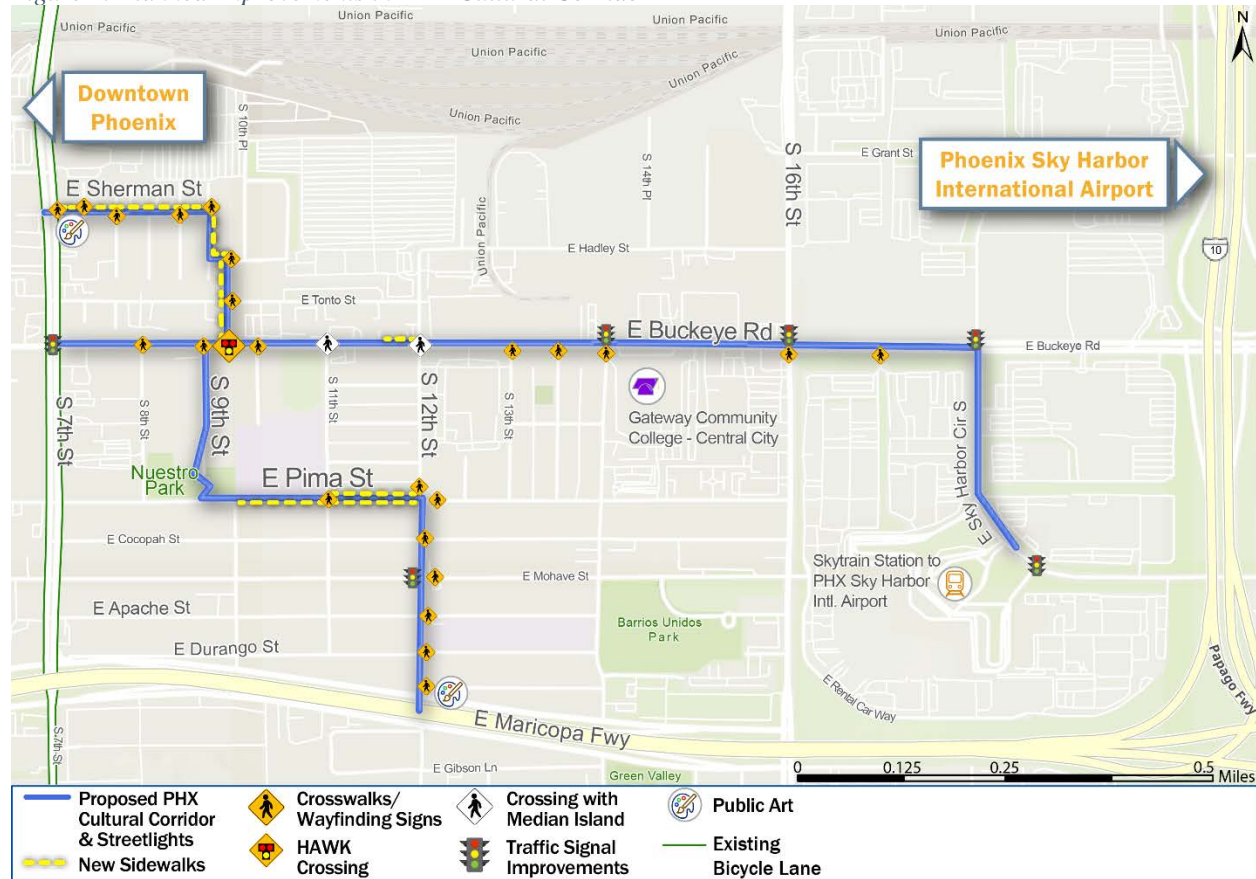 Union Pacific
Union Pacific
Union Pacific
Union Pacific
Union Pacific
Union Pacific
Union Pacific
Union Pacific
N
Downtown
Phoenix
S 10th Pl
S 14th Pl
S 16th St
E Grant St
Phoenix Sky Harbor
International Airport
E Sherman St
10
Union Pacific
E Hadley St
E Tonto St
E Buckeye Rd
E Buckeye Rd
S 7th St
S 8th St
S 9th St
S 11th St
S 12th St
S 13th St
Gateway Community
College - Central City
E Sky Harbor Cir S
Nuestro
Park
E Pima St
E Cocopah St
E Mohave St
Skytrain Station to
PHX Sky Harbor
Intl. Airport
E Apache St
Barrios Unidos
Park
E Durango St
Papago Fwy
E Rental Car Way
E Maricopa Fwy
S 7th St
E Gibson Ln
Green Valley
0 0.125 0.25 0.5
Miles
Proposed PHX
Cultural Corridor
& Streetlights
New Sidewalks
Crosswalks/
Wayfinding Signs
HAWK
Crossing
Crossing with
Median Island
Traffic Signal
Improvements
Public Art
Existing
Bicycle Lane